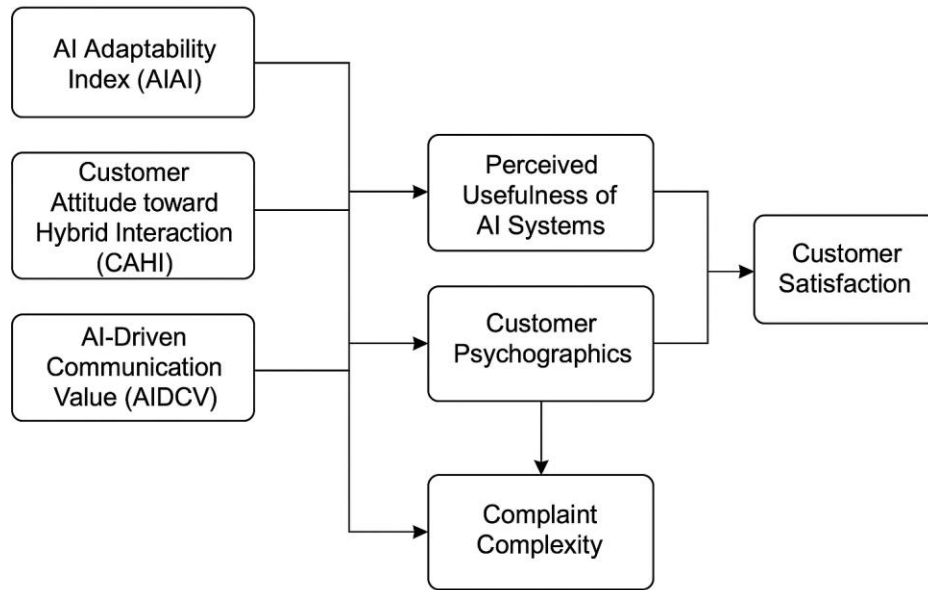 AI Adaptability
Index (AIAI)
Customer
Attitude toward
Hybrid Interaction
(CAHI)
AI-Driven
Communication
Value (AIDCV)
Perceived
Usefulness of
AI Systems
Customer
Psychographics
Complaint
Complexity
Customer
Satisfaction